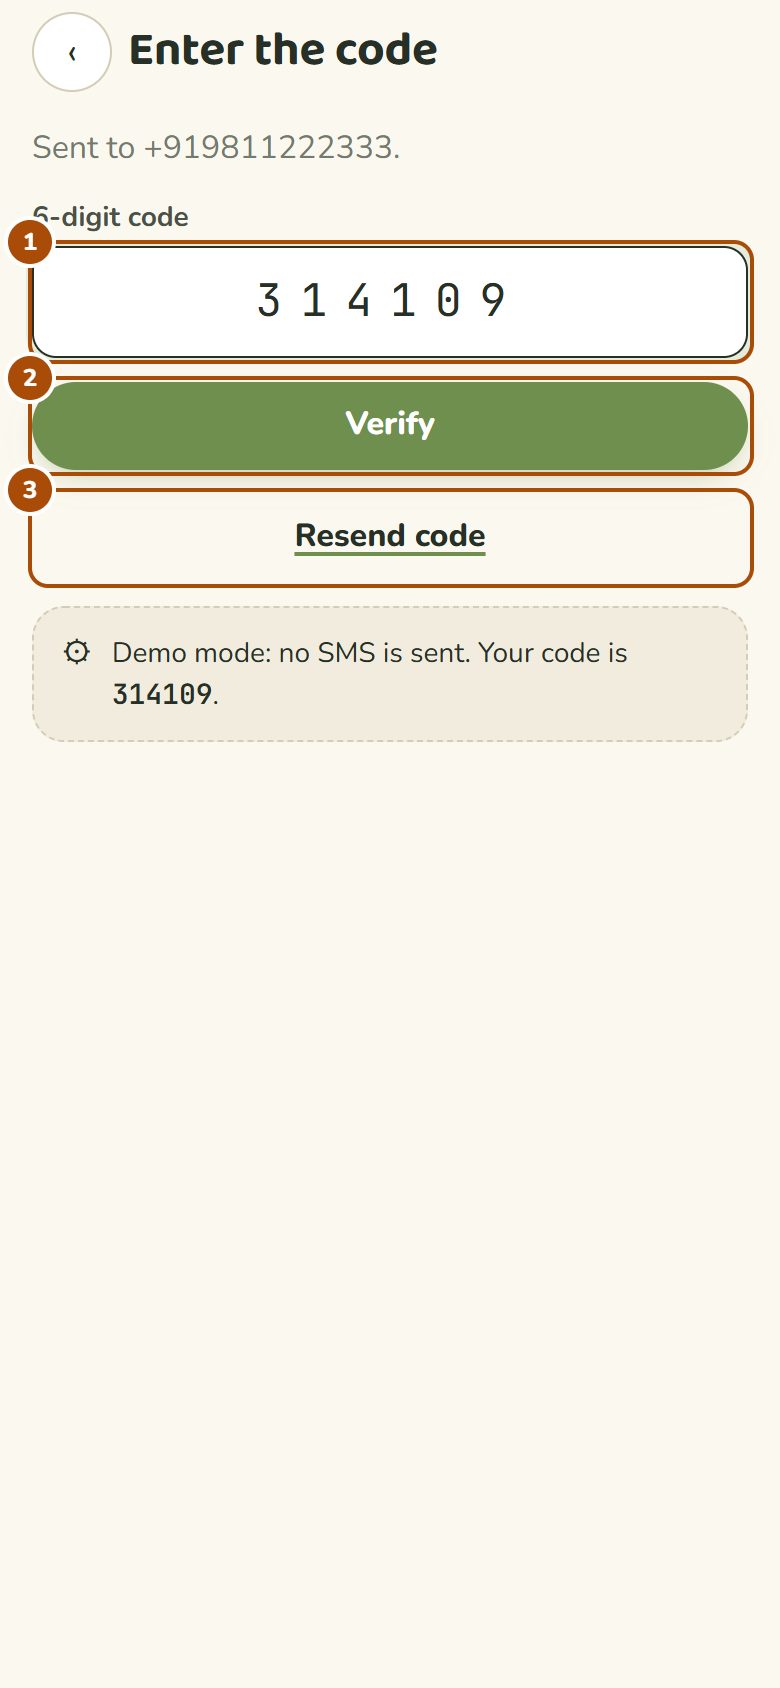 ‹ Enter the code
Sent to +919811222333.
6-digit code
1
3 1 4 1 0 9
2
Verify
3
Resend code
Demo mode: no SMS is sent. Your code is
314109.